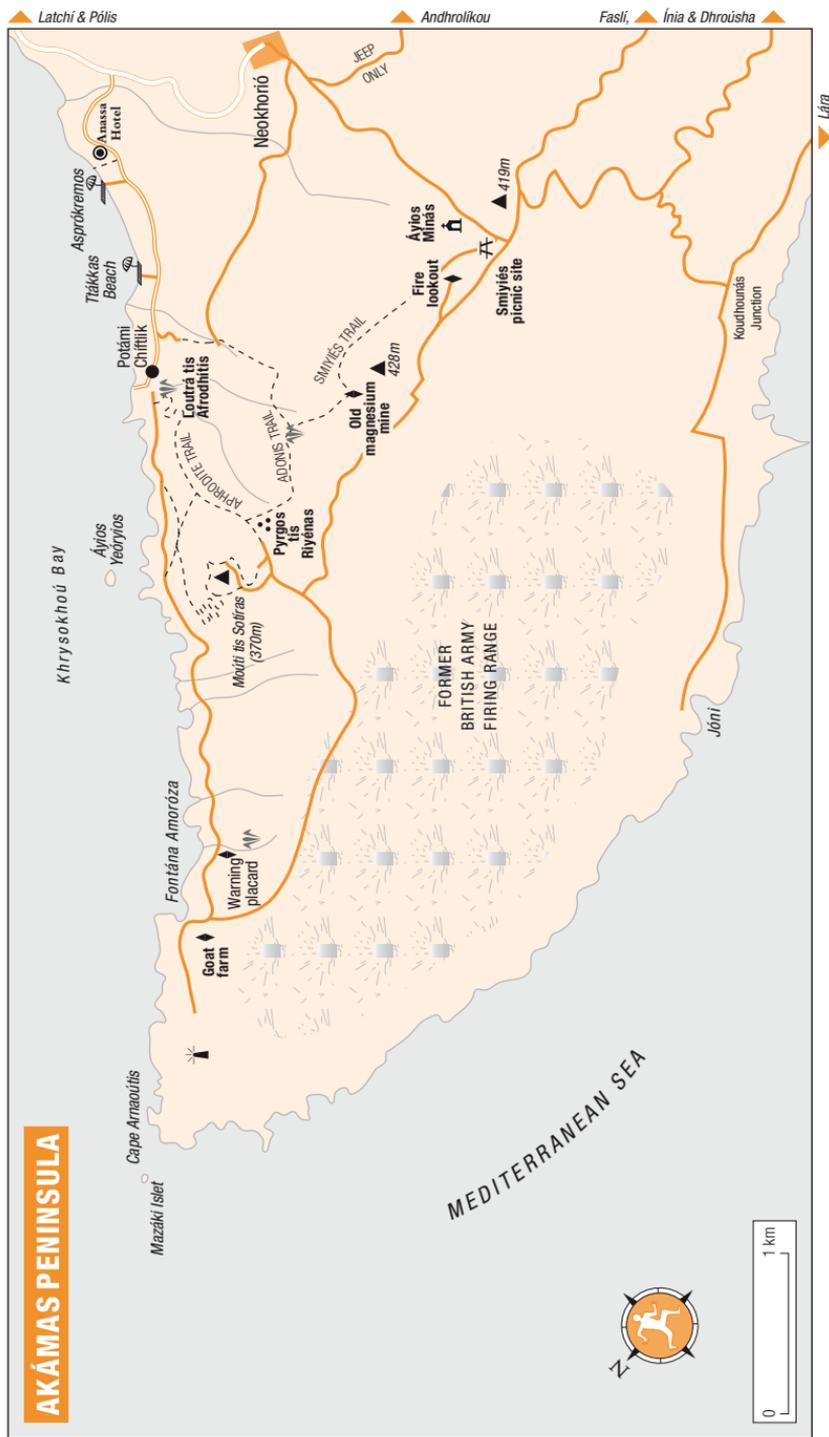 AKÁMAS PENINSULA
Latchí & Pólis
Andhrolíkou
Faslí,
Ínia & Dhroúsha
Lára
JEEP
ONLY
Neokhorió
Anassa
Hotel
Asprókremos
Ttákkas
Beach
Potámi
Chiftlik
Loutrá tis
Afrodhítis
Áyios
Minás
419m
Fire
lookout
Smiyiés
picnic site
SMIYIÉS TRAIL
428m
Old
magnesium
mine
Koudhounás
Junction
ADONIS TRAIL
APHRODITE TRAIL
Pyrgos
tis
Riyénas
Áyios
Yeóryios
Khrysokhoú Bay
Moúti tis Sotíras
(370m)
FORMER
BRITISH ARMY
FIRING RANGE
Jóni
Fontána Amoróza
Warning
placard
Goat
farm
Cape Arnaoútis
Mazáki Islet
MEDITERRANEAN SEA
N
0
1 km